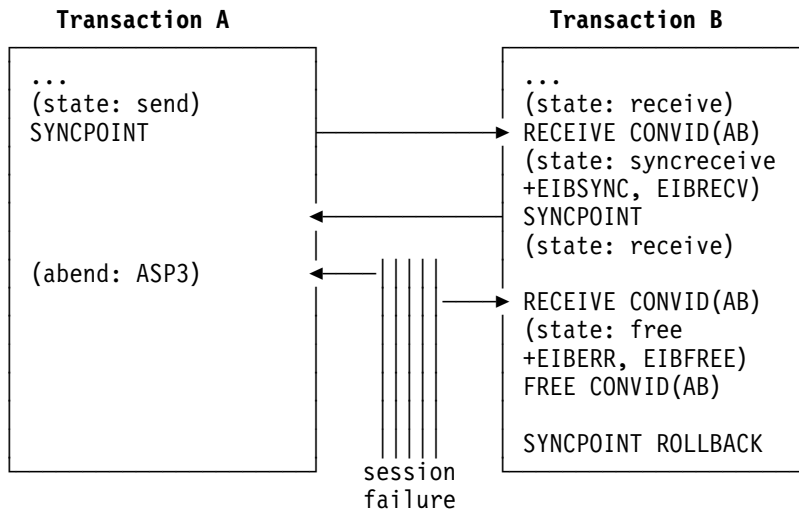 Transaction A
Transaction B
...
(state: send)
SYNCPOINT
(abend: ASP3)
...
(state: receive)
RECEIVE CONVID(AB)
(state: syncreceive
+EIBSYNC, EIBRECV)
SYNCPOINT
(state: receive)
RECEIVE CONVID(AB)
(state: free
+EIBERR, EIBFREE)
FREE CONVID(AB)
SYNCPOINT ROLLBACK
session
failure